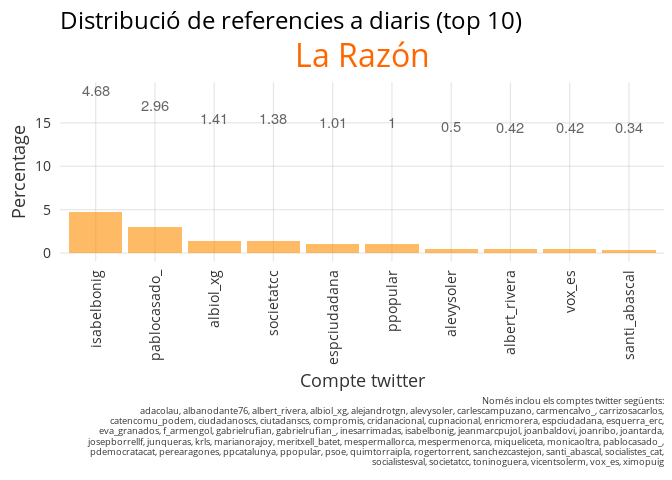 Distribució de referencies a diaris (top 10)
La Razón
4.68
2.96
1.41
1.38
1.01
1
0.5
0.42
0.42
0.34
Percentage
15
10
5
0
isabelbonig
pablocasado_
albiol_xg
societatcc
espciudadana
ppopular
alevysoler
albert_rivera
vox_es
santi_abascal
Compte twitter
Només inclou els comptes twitter següents:
adacolau, albanodante76, albert_rivera, albiol_xg, alejandrotgn, alevysoler, carlescampuzano, carmencalvo_, carrizosacarlos,
catencomu_podem, ciutadanoscs, ciutadanscs, compromis, cridanacional, cupnacional, enricmorera, espciudadana, esquerra_erc,
eva_granados, f_armengol, gabrielrufian, gabrielrufian_, inesarrimadas, isabelbonig, jeanmarcpujol, joanbaldovi, joanribo, joantarda,
josepborrellf, junqueras, krls, marianorajoy, meritxell_batet, mespermallorca, mespermenorca, miqueliceta, monicaoltra, pablocasado_,
pdemocratacat, perearagones, ppcatalunya, ppopular, psoe, quimtorraipla, rogertorrent, sanchezcastejon, santi_abascal, socialistes_cat,
socialistesval, societatcc, toninoguera, vicentsolerm, vox_es, ximopuig